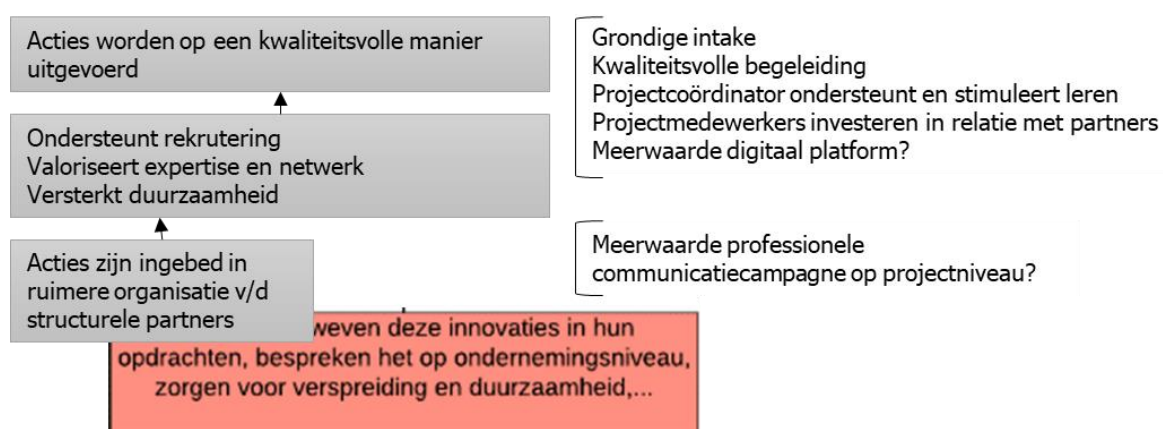 Acties worden op een kwaliteitsvolle manier
uitgevoerd
Grondige intake
Kwaliteitsvolle begeleiding
Projectcoördinator ondersteunt en stimuleert leren
Projectmedewerkers investeren in relatie met partners
Meerwaarde digitaal platform?
Ondersteunt rekrutering
Valoriseert expertise en netwerk
Versterkt duurzaamheid
Meerwaarde professionele
communicatiecampagne op projectniveau?
Acties zijn ingebed in
ruimere organisatie v/d
structurele partners
weven deze innovaties in hun
opdrachten, bespreken het op ondernemingsniveau,
zorgen voor verspreiding en duurzaamheid,...